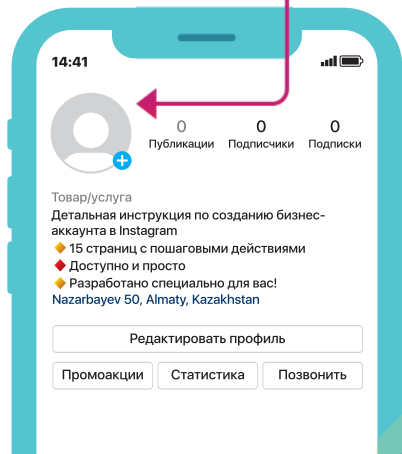 14:41
0 0 0
Публикации Подписчики Подписки
Товар/услуга
Детальная инструкция по созданию бизнес-
аккаунта в Instagram
🔸15 страниц с пошаговыми действиями
♦️Доступно и просто
🔸Разработано специально для вас!
Nazarbayev 50, Almaty, Kazakhstan
Редактировать профиль
Промоакции Статистика Позвонить